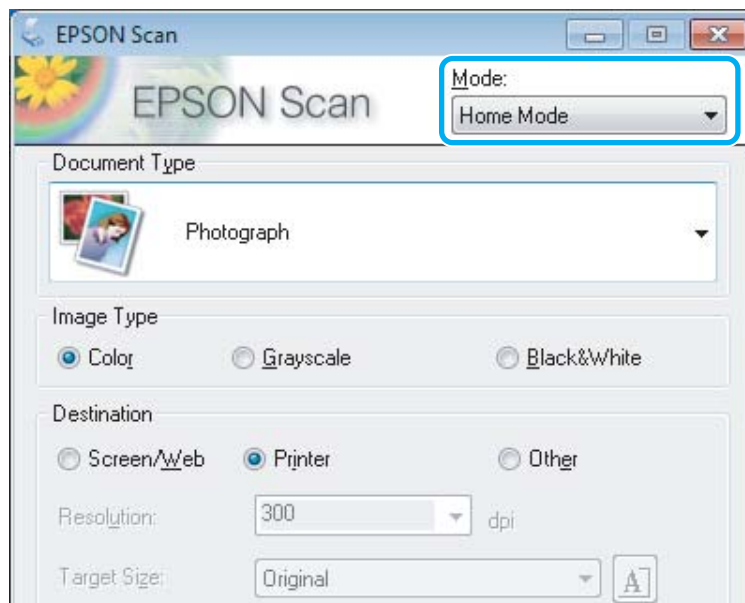 EPSON Scan
EPSON Scan
Mode:
Home Mode
Document Type
Photograph
Image Type
Color Grayscale Black&White
Destination
Screen/Web Printer Other
Resolution: 300 dpi
Target Size: Original A